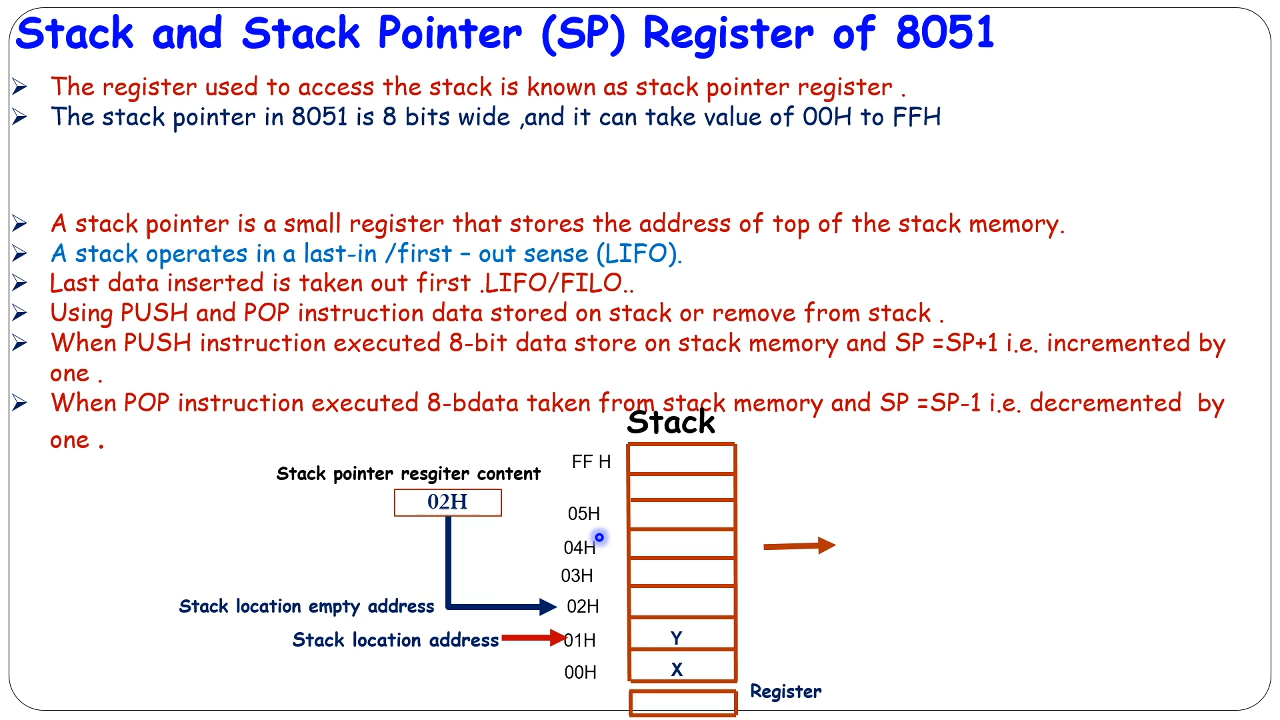 Stack and Stack Pointer (SP) Register of 8051
The register used to access the stack is known as stack pointer register .
The stack pointer in 8051 is 8 bits wide ,and it can take value of 00H to FFH
A stack pointer is a small register that stores the address of top of the stack memory.
A stack operates in a last-in /first – out sense (LIFO).
Last data inserted is taken out first .LIFO/FILO..
Using PUSH and POP instruction data stored on stack or remove from stack .
When PUSH instruction executed 8-bit data store on stack memory and SP =SP+1 i.e. incremented by
one .
When POP instruction executed 8-bdata taken from stack memory and SP =SP-1 i.e. decremented by
one .
Stack
FF H
Stack pointer resgiter content
02H
05H
04H
03H
Stack location empty address
02H
Stack location address
01H
Y
00H
X
Register